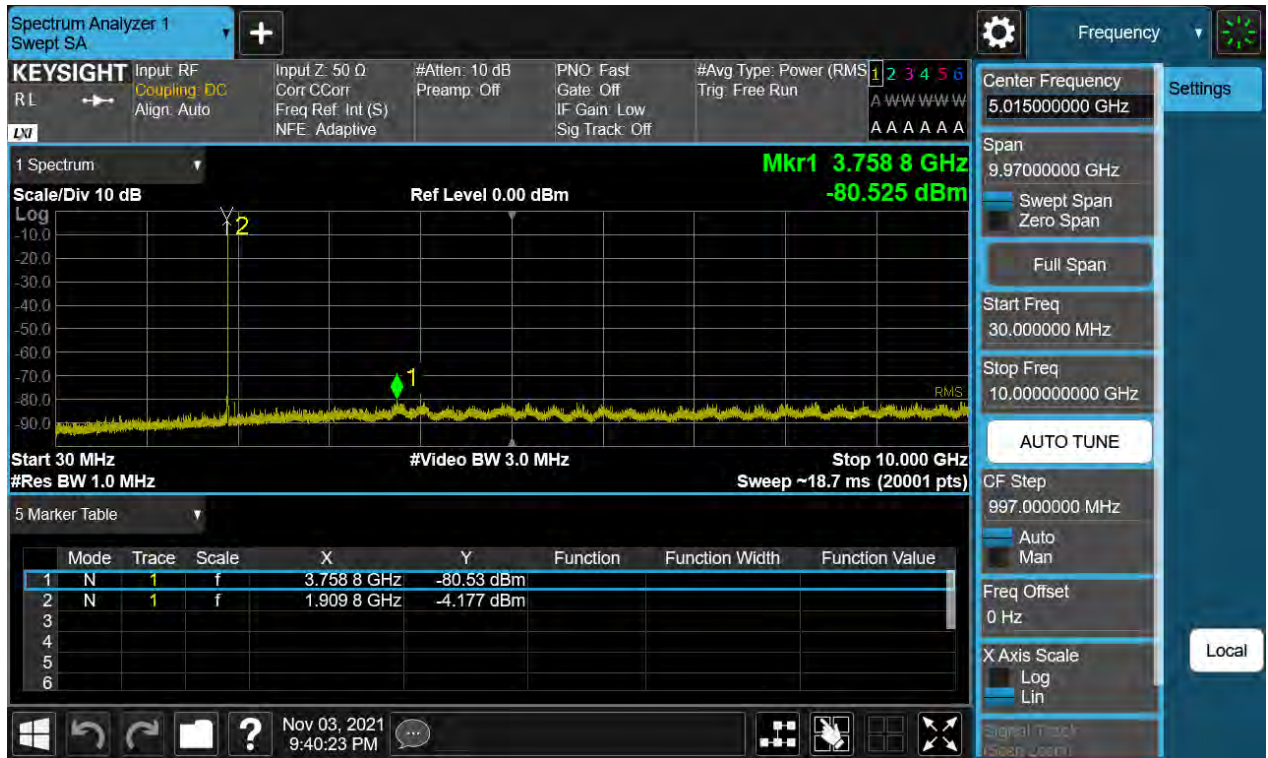 Spectrum Analyzer 1
Swept SA
+
Frequency
KEYSIGHT
RL
LXI
Input: RF
Coupling: DC
Align: Auto
Input Z: 50 Ω
Corr CCorr
Freq Ref: Int (S)
NFE: Adaptive
#Atten: 10 dB
Preamp: Off
PNO: Fast
Gate: Off
IF Gain: Low
Sig Track: Off
#Avg Type: Power (RMS
Trig: Free Run
1 2 3 4 5 6
A W W W W W
A A A A A A
1 Spectrum
Mkr1 3.758 8 GHz
-80.525 dBm
Scale/Div 10 dB
Ref Level 0.00 dBm
Log
-10.0
-20.0
-30.0
-40.0
-50.0
-60.0
-70.0
-80.0
-90.0
2
1
RMS
Start 30 MHz
#Video BW 3.0 MHz
Stop 10.000 GHz
#Res BW 1.0 MHz
Sweep ~18.7 ms (20001 pts)
5 Marker Table
Mode Trace Scale X Y Function Function Width Function Value
1 N 1 f 3.758 8 GHz -80.53 dBm
2 N 1 f 1.909 8 GHz -4.177 dBm
3
4
5
6
?
Nov 03, 2021
9:40:23 PM
Center Frequency
5.015000000 GHz
Settings
Span
9.97000000 GHz
Swept Span
Zero Span
Full Span
Start Freq
30.000000 MHz
Stop Freq
10.000000000 GHz
AUTO TUNE
CF Step
997.000000 MHz
Auto
Man
Freq Offset
0 Hz
X Axis Scale
Log
Lin
Local
Signal Track
(Span Zoom)